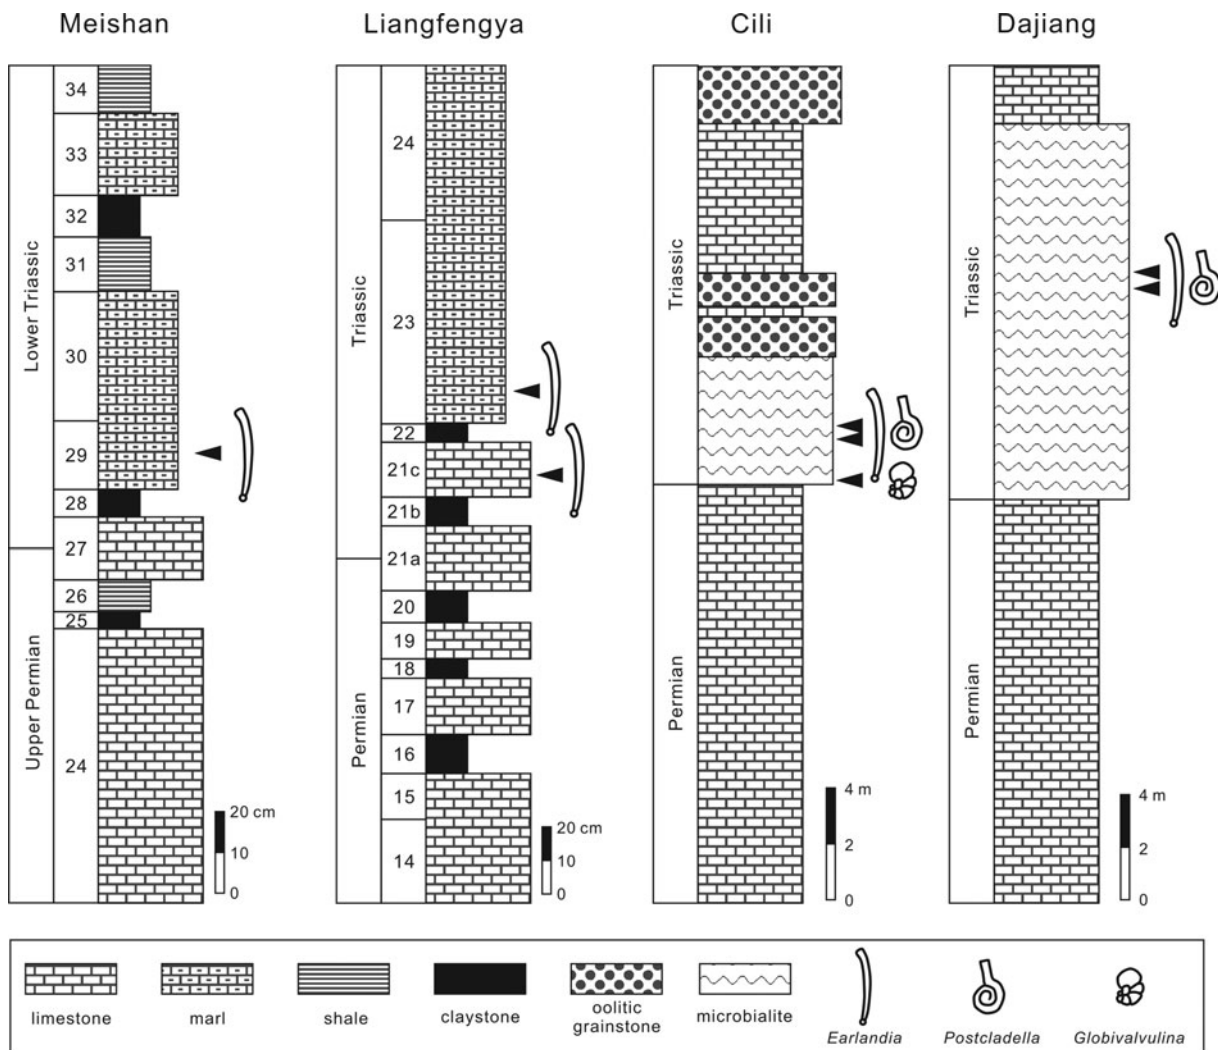 Meishan
Liangfengya
Cili
Dajiang
Lower Triassic
Upper Permian
34
33
32
31
30
29
28
27
26
25
24
20 cm
10
0
Triassic
Permian
24
23
22
21c
21b
21a
20
19
18
17
16
15
14
20 cm
10
0
Triassic
Permian
4 m
2
0
Triassic
Permian
4 m
2
0
limestone
marl
shale
claystone
oolitic
grainstone
microbialite
Earlandia
Postcladella
Globivalvulina